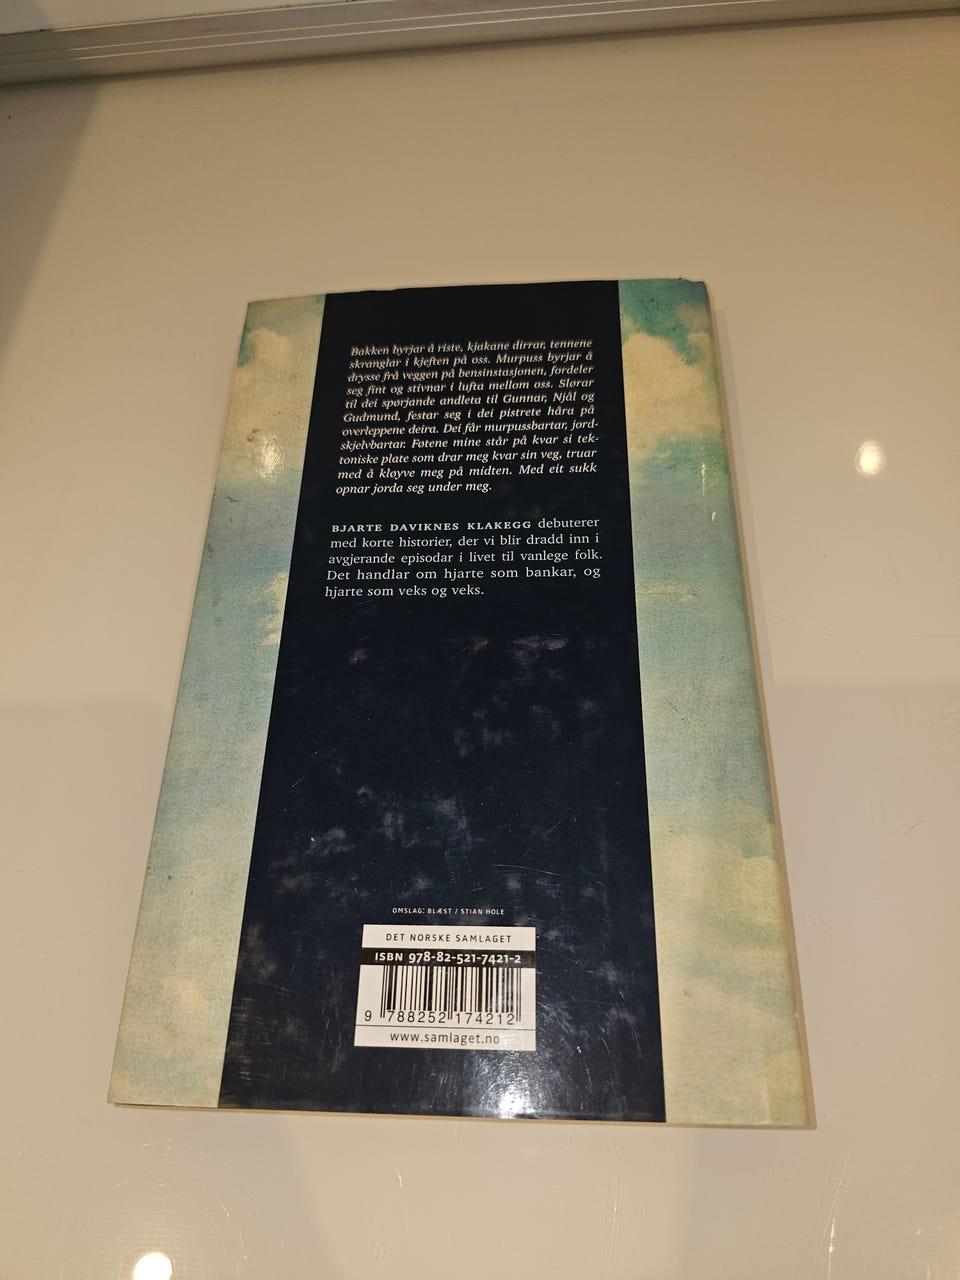 Bakken byrjar å riste, kjakane dirrar, tennene
skranglar i kjeften på oss. Murpuss byrjar å
drysse frå veggen på bensinstasjonen, fordeler
seg fint og stivnar i lufta mellom oss. Slørar
til dei spørjande andleta til Gunnar, Njål og
Gudmund, festar seg i dei pistrete håra på
overleppene deira. Dei får murpussbartar, jord-
skjelvbartar. Føtene mine står på kvar si tek-
toniske plate som drar meg kvar sin veg, truar
med å kløyve meg på midten. Med eit sukk
opnar jorda seg under meg.
BJARTE DAVIKNES KLAKEGG debuterer
med korte historier, der vi blir dradd inn i
avgjerande episodar i livet til vanlege folk.
Det handlar om hjarte som bankar, og
hjarte som veks og veks.
OMSLAG: BLÆST / STIAN HOLE
DET NORSKE SAMLAGET
ISBN 978-82-521-7421-2
9 788252 174212
www.samlaget.no